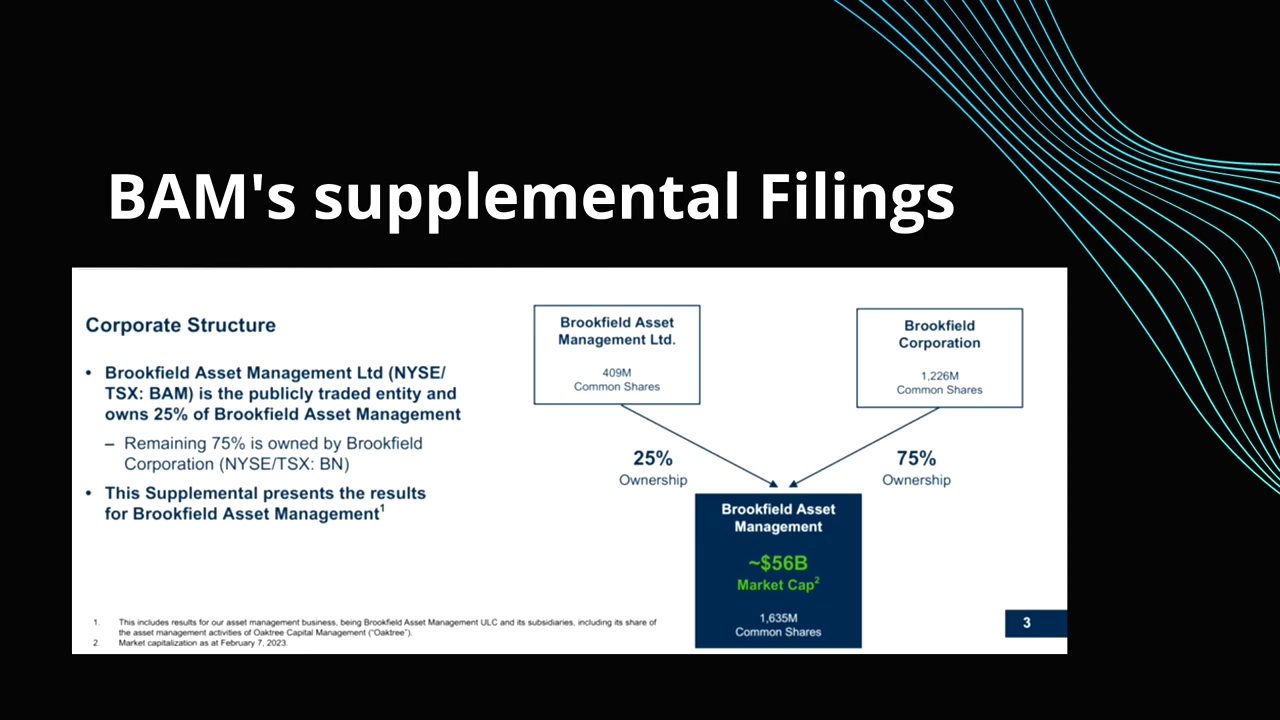 BAM's supplemental Filings
Corporate Structure
• Brookfield Asset Management Ltd (NYSE/
TSX: BAM) is the publicly traded entity and
owns 25% of Brookfield Asset Management
– Remaining 75% is owned by Brookfield
Corporation (NYSE/TSX: BN)
• This Supplemental presents the results
for Brookfield Asset Management1
Brookfield Asset
Management Ltd.
409M
Common Shares
Brookfield
Corporation
1,226M
Common Shares
25%
Ownership
75%
Ownership
Brookfield Asset
Management
~$56B
Market Cap2
1,635M
Common Shares
1. This includes results for our asset management business, being Brookfield Asset Management ULC and its subsidiaries, including its share of
the asset management activities of Oaktree Capital Management ("Oaktree").
2. Market capitalization as at February 7, 2023.
3